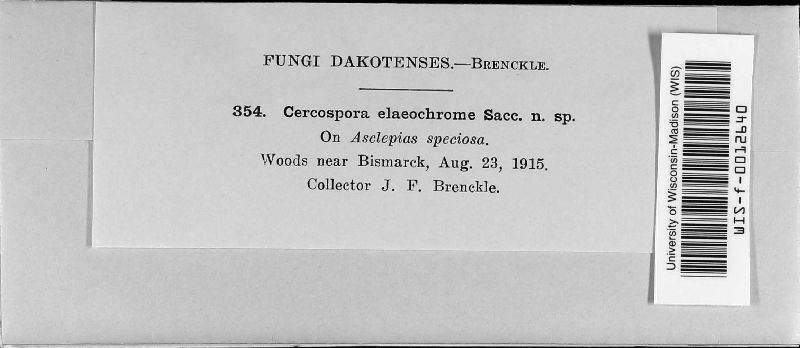 FUNGI DAKOTENSES.—BRENCKLE.
354. Cercospora elaeochrome Sacc. n. sp.
On Asclepias speciosa.
Woods near Bismarck, Aug. 23, 1915.
Collector J. F. Brenckle.
University of Wisconsin-Madison (WIS)
WIS-f-0012940